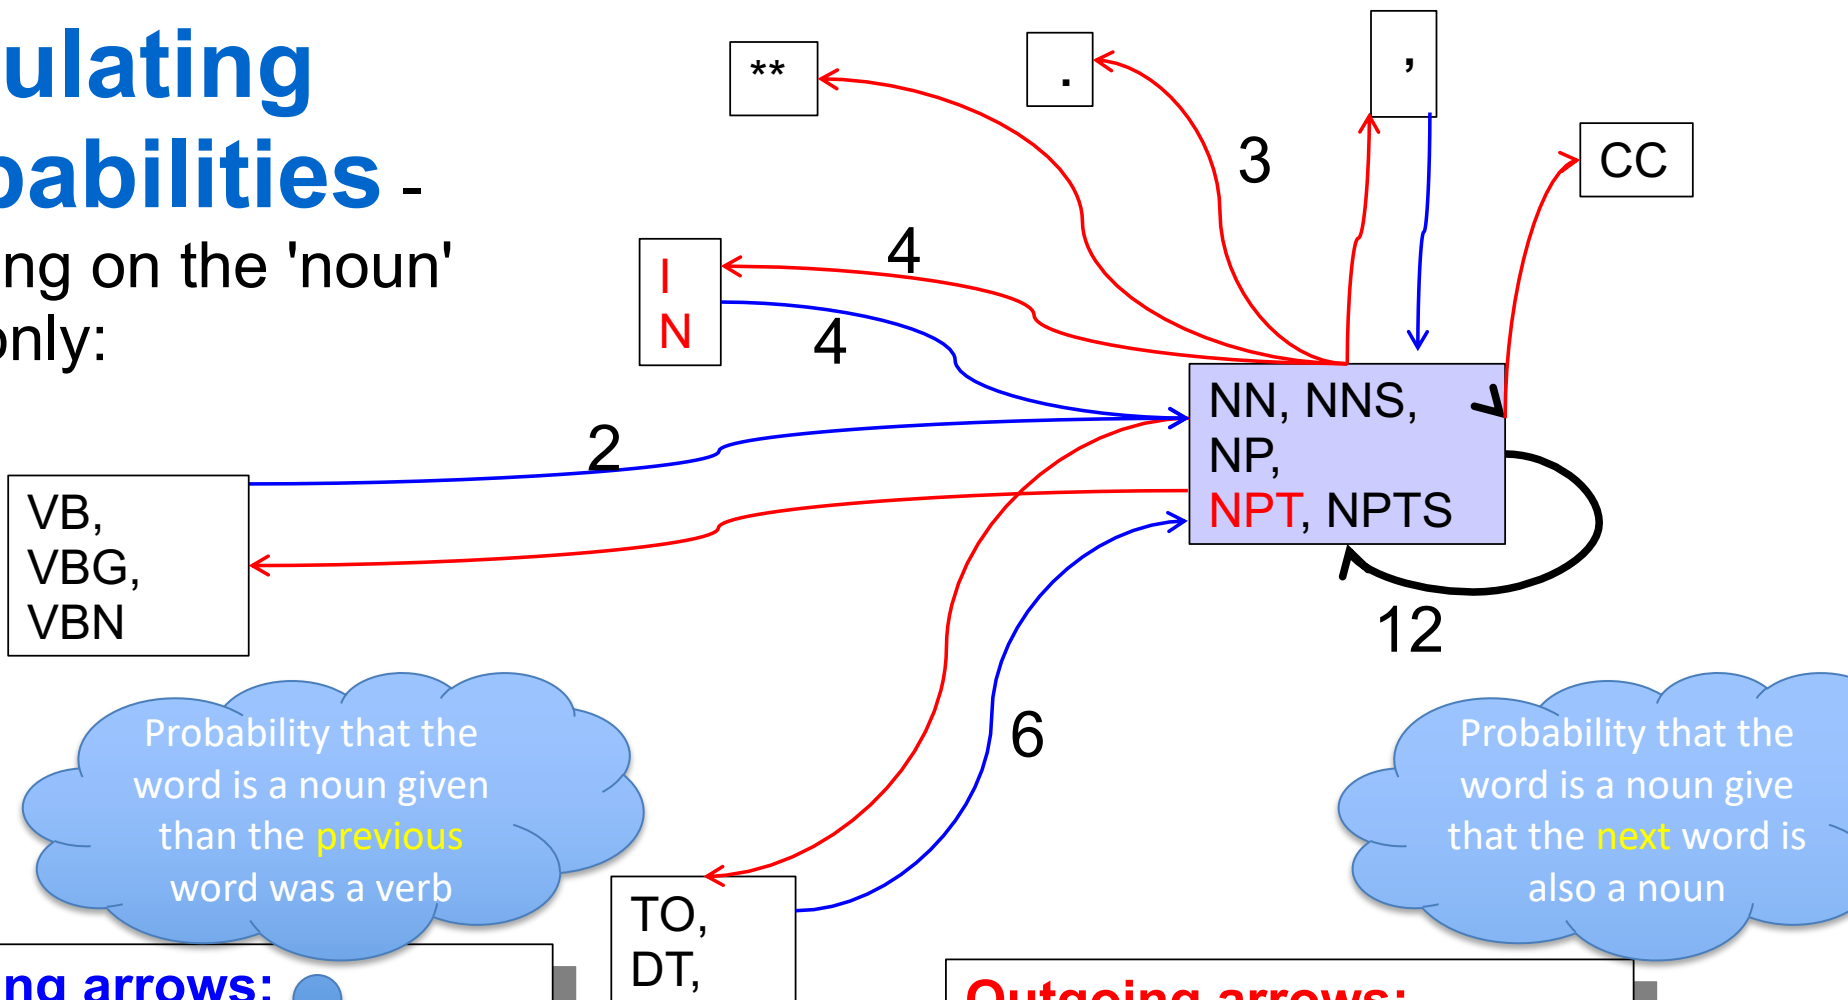 ulating
babilities -
ng on the 'noun'
only:
**
.
,
CC
3
4
I
N
4
2
NN, NNS,
NP,
NPT, NPTS
VB,
VBG,
VBN
12
6
Probability that the
word is a noun given
than the previous
word was a verb
Probability that the
word is a noun give
that the next word is
also a noun
TO,
DT,
ng arrows:
Outgoing arrows: